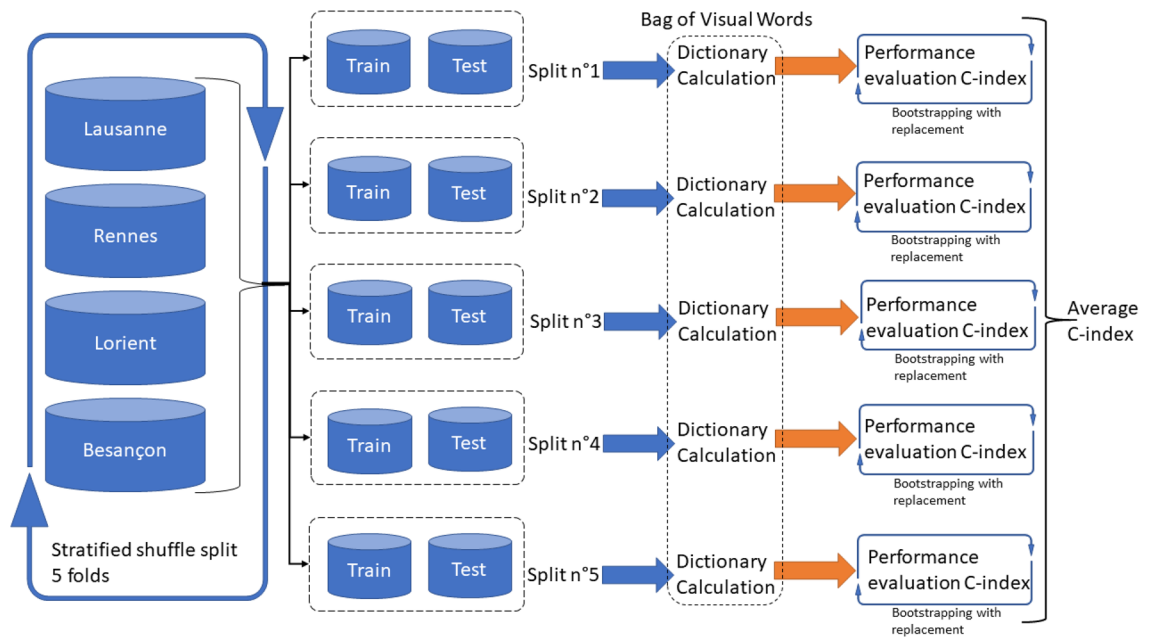 Bag of Visual Words
Lausanne
Rennes
Lorient
Besançon
Stratified shuffle split
5 folds
Train
Test
Split n°1
Dictionary
Calculation
Performance
evaluation C-index
Bootstrapping with
replacement
Train
Test
Split n°2
Dictionary
Calculation
Performance
evaluation C-index
Bootstrapping with
replacement
Train
Test
Split n°3
Dictionary
Calculation
Performance
evaluation C-index
Bootstrapping with
replacement
Train
Test
Split n°4
Dictionary
Calculation
Performance
evaluation C-index
Bootstrapping with
replacement
Train
Test
Split n°5
Dictionary
Calculation
Performance
evaluation C-index
Bootstrapping with
replacement
Average
C-index